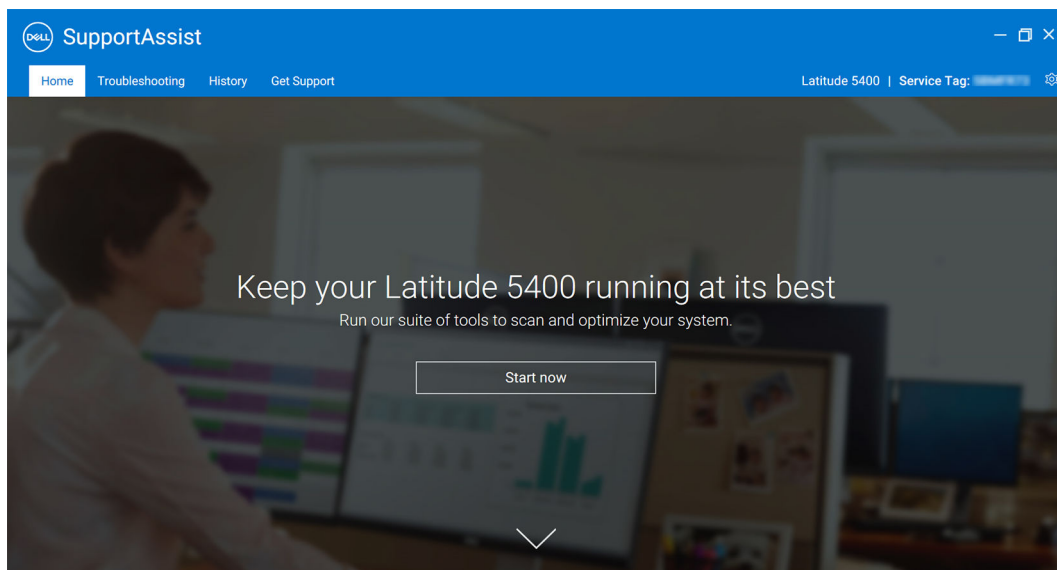 DELL SupportAssist
Home Troubleshooting History Get Support Latitude 5400 | Service Tag:
Keep your Latitude 5400 running at its best
Run our suite of tools to scan and optimize your system.
Start now